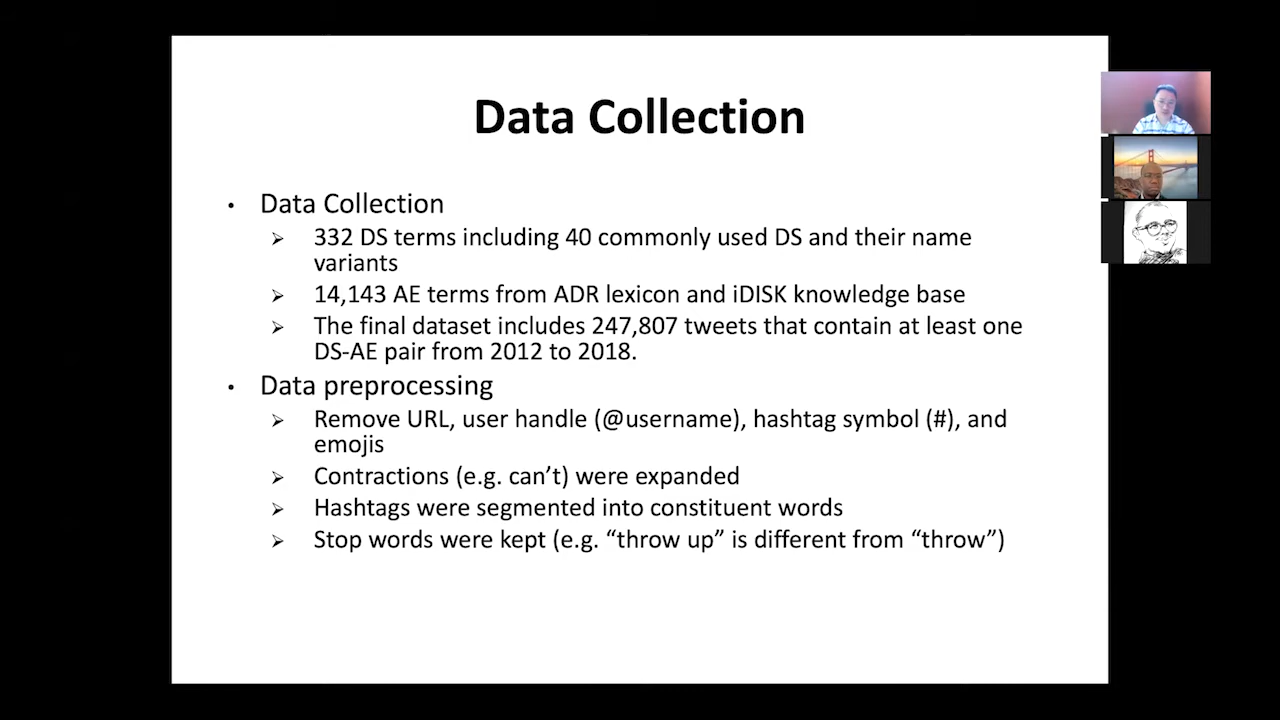 Data Collection
• Data Collection
➢ 332 DS terms including 40 commonly used DS and their name
variants
➢ 14,143 AE terms from ADR lexicon and iDISK knowledge base
➢ The final dataset includes 247,807 tweets that contain at least one
DS-AE pair from 2012 to 2018.
• Data preprocessing
➢ Remove URL, user handle (@username), hashtag symbol (#), and
emojis
➢ Contractions (e.g. can’t) were expanded
➢ Hashtags were segmented into constituent words
➢ Stop words were kept (e.g. “throw up” is different from “throw”)